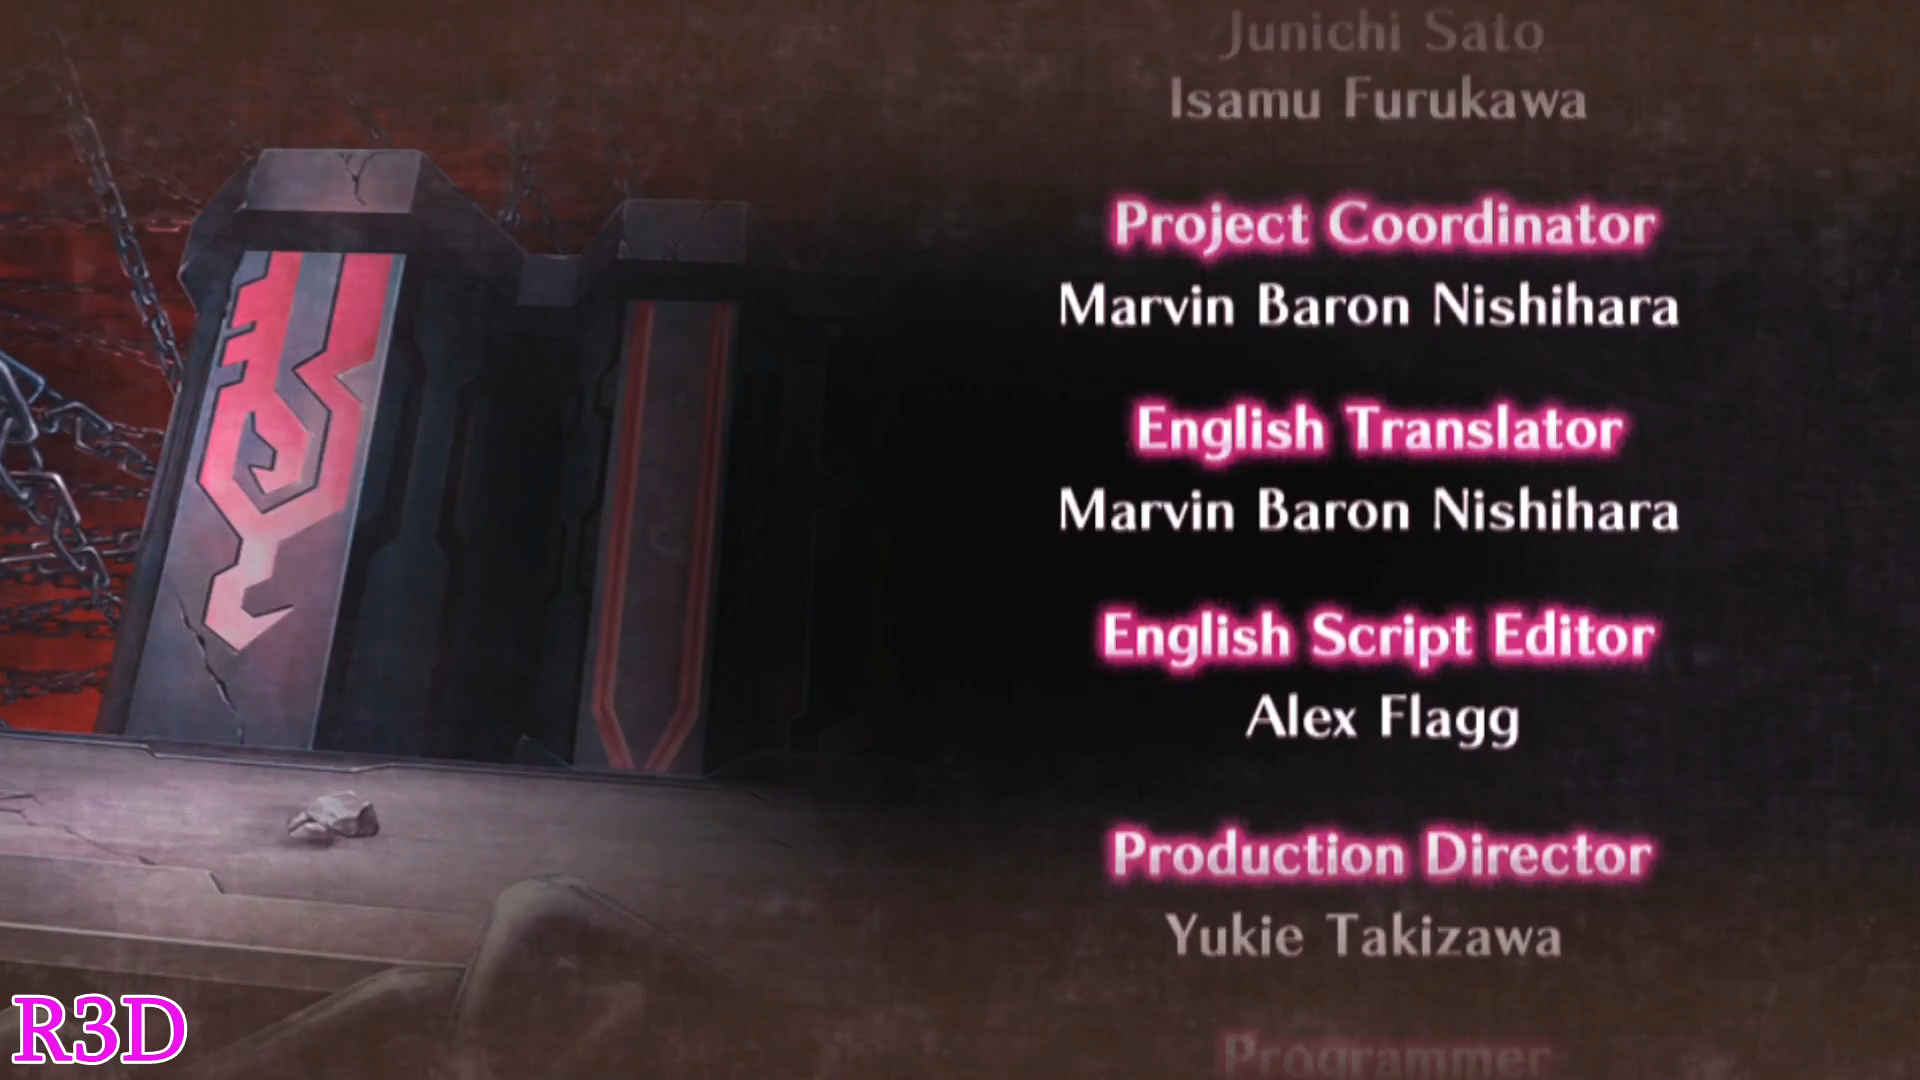 Junichi Sato
Isamu Furukawa
Project Coordinator
Marvin Baron Nishihara
English Translator
Marvin Baron Nishihara
English Script Editor
Alex Flagg
Production Director
Yukie Takizawa
Programmer
R3D